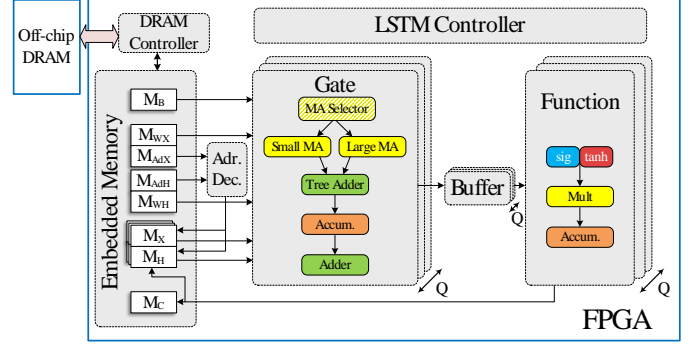 Off-chip
DRAM
DRAM
Controller
LSTM Controller
Embedded Memory
M_B
M_WX
M_AdX
M_AdH
M_WH
M_X
M_H
M_C
Adr.
Dec.
Gate
MA Selector
Small MA
Large MA
Tree Adder
Accum.
Adder
Q
Buffer
Q
Function
sig
tanh
Mult
Accum.
Q
FPGA